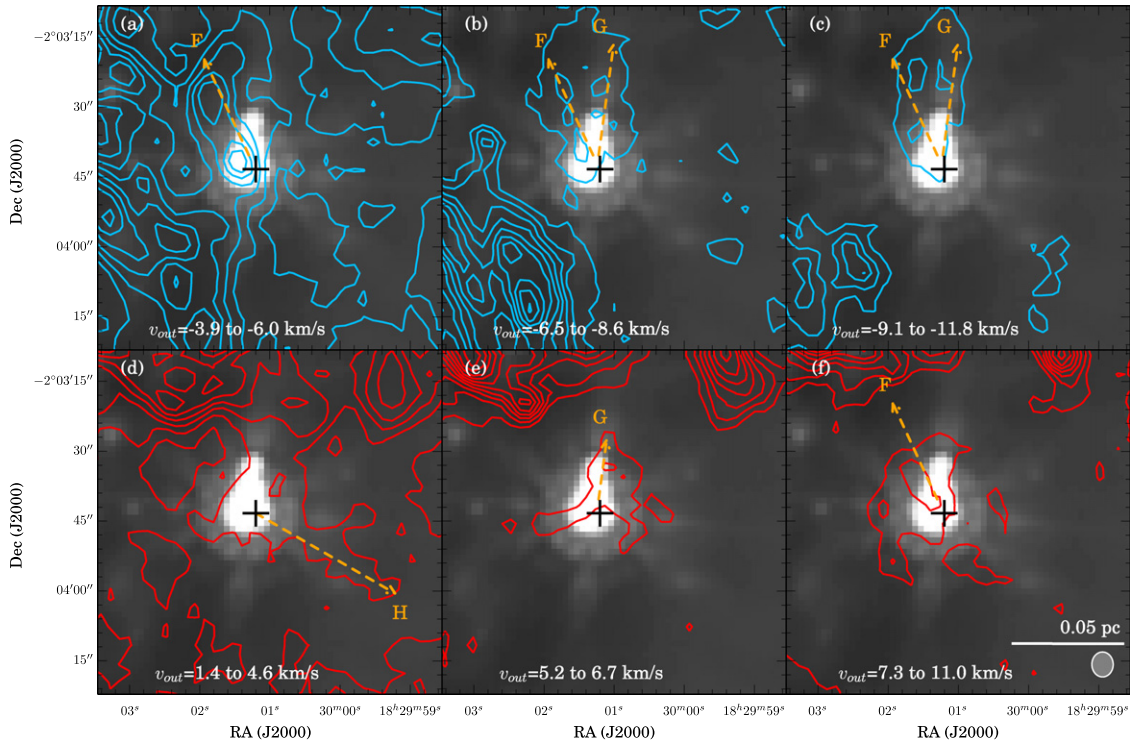 (a)
F
−2°03′15″
30″
45″
04′00″
15″
Dec (J2000)
v_out=-3.9 to -6.0 km/s
(b)
F
G
v_out=-6.5 to -8.6 km/s
(c)
F
G
v_out=-9.1 to -11.8 km/s
(d)
−2°03′15″
30″
45″
04′00″
15″
Dec (J2000)
H
v_out=1.4 to 4.6 km/s
(e)
G
v_out=5.2 to 6.7 km/s
(f)
F
0.05 pc
v_out=7.3 to 11.0 km/s
03ˢ 02ˢ 01ˢ 30ᵐ00ˢ 18ʰ29ᵐ59ˢ
03ˢ 02ˢ 01ˢ 30ᵐ00ˢ 18ʰ29ᵐ59ˢ
03ˢ 02ˢ 01ˢ 30ᵐ00ˢ 18ʰ29ᵐ59ˢ
RA (J2000)
RA (J2000)
RA (J2000)